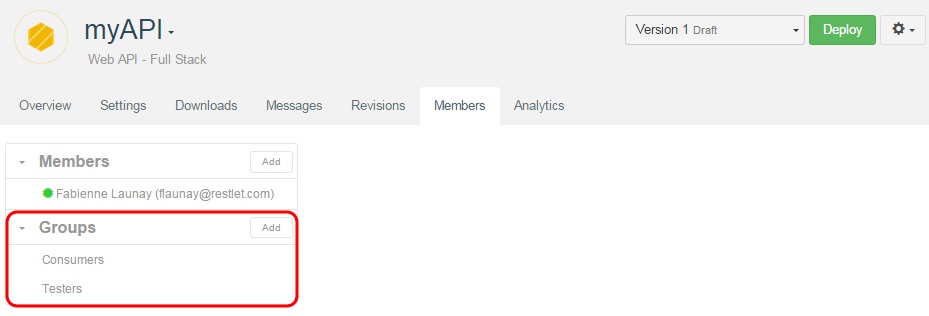 myAPI
Version 1 Draft
Deploy
Web API - Full Stack
Overview Settings Downloads Messages Revisions Members Analytics
Members Add
Fabienne Launay (flaunay@restlet.com)
Groups Add
Consumers
Testers